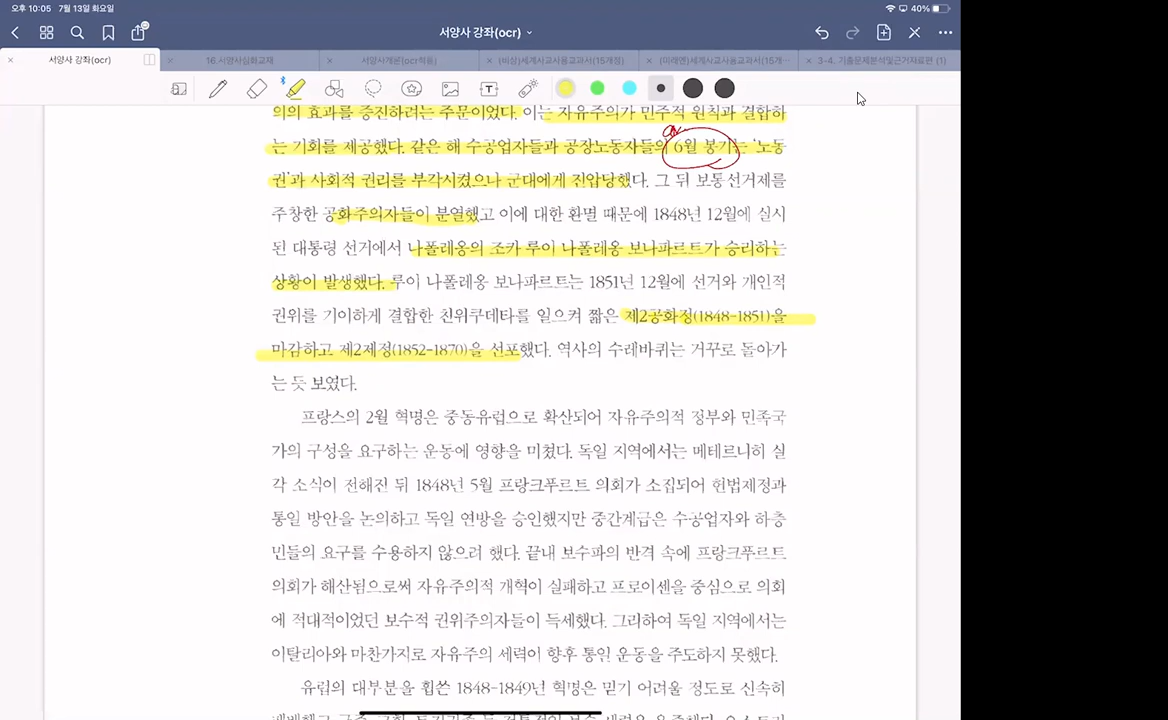 오후 10:05 7월 13일 화요일 40%
서양사 강좌(ocr)
서양사 강좌(ocr) 16.서양사심화교재 서양사개론(ocr적용) (비상)세계사교사용교과서(15개정) (미래엔)세계사교사용교과서(15개… 3-4. 기출문제분석및근거자료편 (1)
의의 효과를 증진하려는 주문이었다. 이는 자유주의가 민주적 원칙과 결합하
는 기회를 제공했다. 같은 해 수공업자들과 공장노동자들의 6월 봉기는 '노동
권'과 사회적 권리를 부각시켰으나 군대에게 진압당했다. 그 뒤 보통선거제를
주창한 공화주의자들이 분열했고 이에 대한 환멸 때문에 1848년 12월에 실시
된 대통령 선거에서 나폴레옹의 조카 루이 나폴레옹 보나파르트가 승리하는
상황이 발생했다. 루이 나폴레옹 보나파르트는 1851년 12월에 선거와 개인적
권위를 기이하게 결합한 친위쿠데타를 일으켜 짧은 제2공화정(1848-1851)을
마감하고 제2제정(1852-1870)을 선포했다. 역사의 수레바퀴는 거꾸로 돌아가
는 듯 보였다.
프랑스의 2월 혁명은 중동유럽으로 확산되어 자유주의적 정부와 민족국
가의 구성을 요구하는 운동에 영향을 미쳤다. 독일 지역에서는 메테르니히 실
각 소식이 전해진 뒤 1848년 5월 프랑크푸르트 의회가 소집되어 헌법제정과
통일 방안을 논의하고 독일 연방을 승인했지만 중간계급은 수공업자와 하층
민들의 요구를 수용하지 않으려 했다. 끝내 보수파의 반격 속에 프랑크푸르트
의회가 해산됨으로써 자유주의적 개혁이 실패하고 프로이센을 중심으로 의회
에 적대적이었던 보수적 권위주의자들이 득세했다. 그리하여 독일 지역에서는
이탈리아와 마찬가지로 자유주의 세력이 향후 통일 운동을 주도하지 못했다.
유럽의 대부분을 휩쓴 1848-1849년 혁명은 믿기 어려울 정도로 신속히